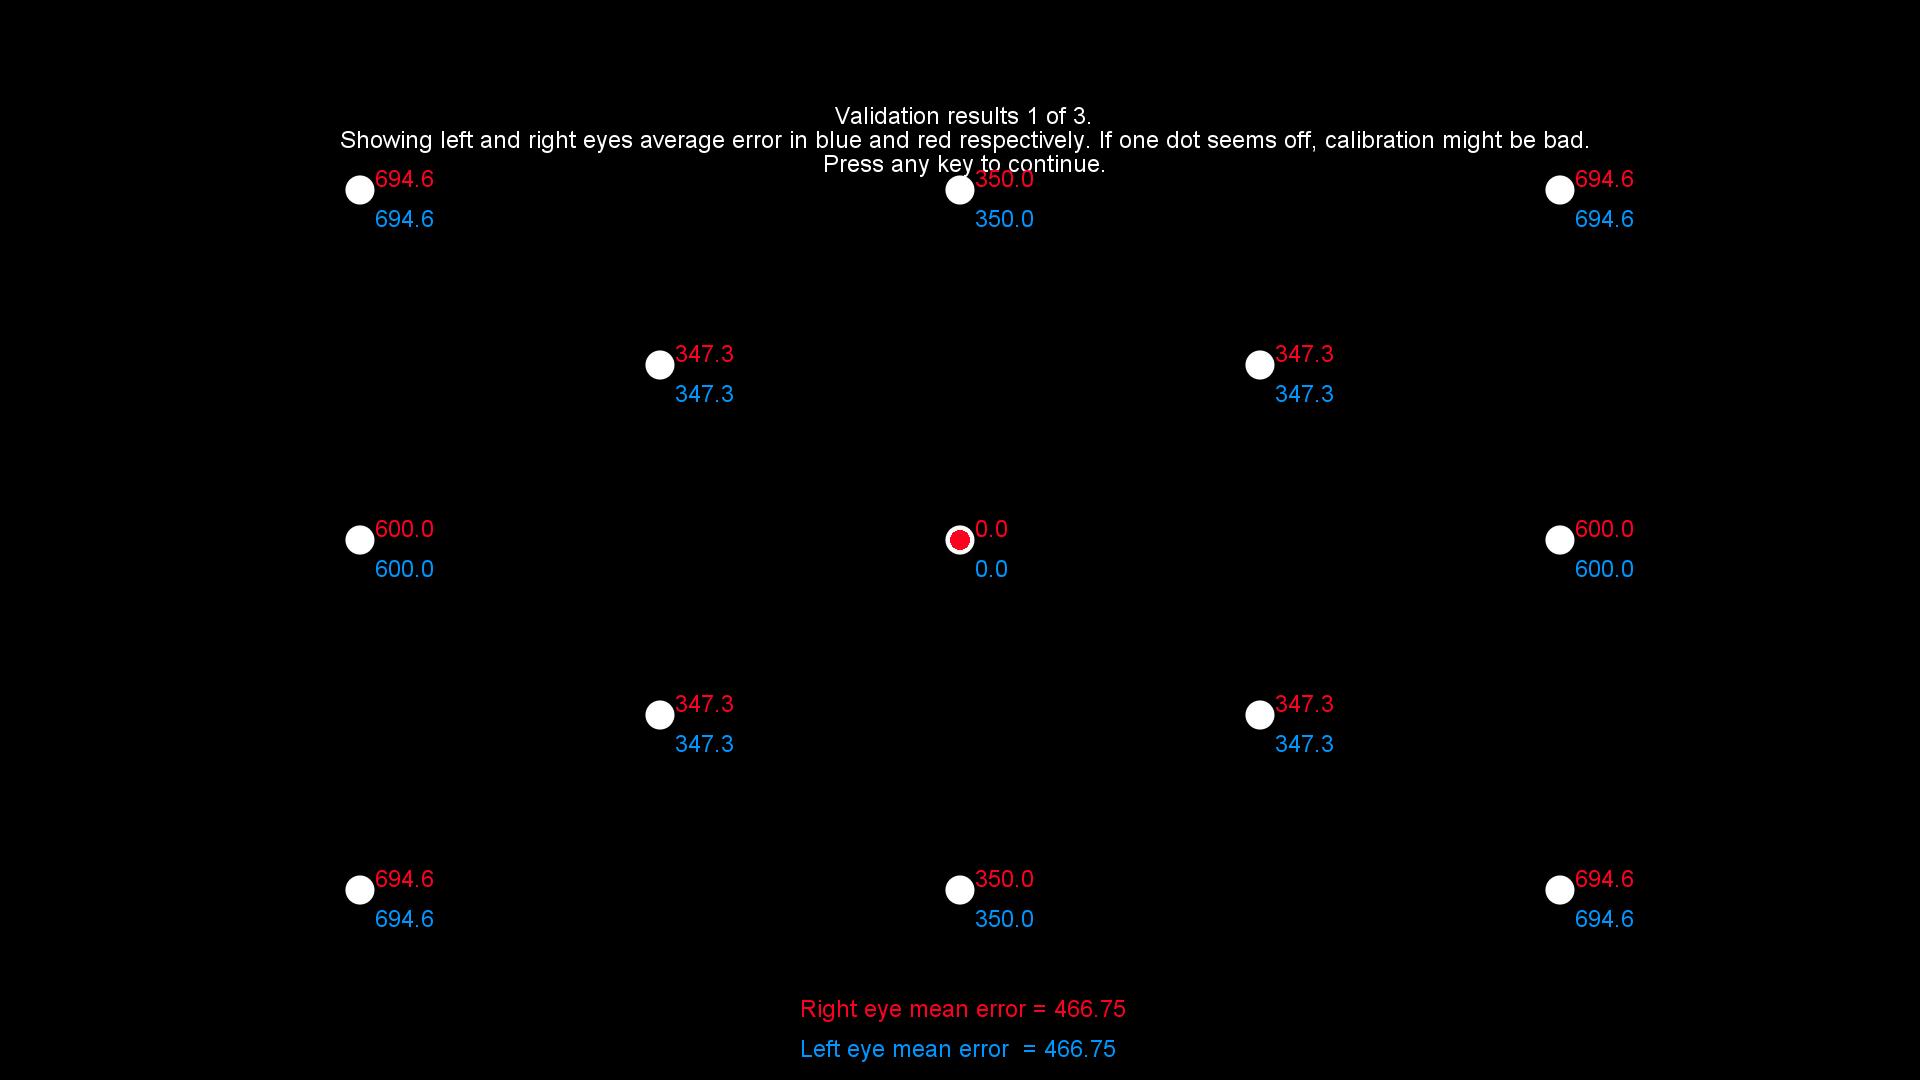 Validation results 1 of 3.
Showing left and right eyes average error in blue and red respectively. If one dot seems off, calibration might be bad.
Press any key to continue.
694.6 350.0 694.6
694.6 350.0 694.6
347.3 347.3
347.3 347.3
600.0 0.0 600.0
600.0 0.0 600.0
347.3 347.3
347.3 347.3
694.6 350.0 694.6
694.6 350.0 694.6
Right eye mean error = 466.75
Left eye mean error  = 466.75